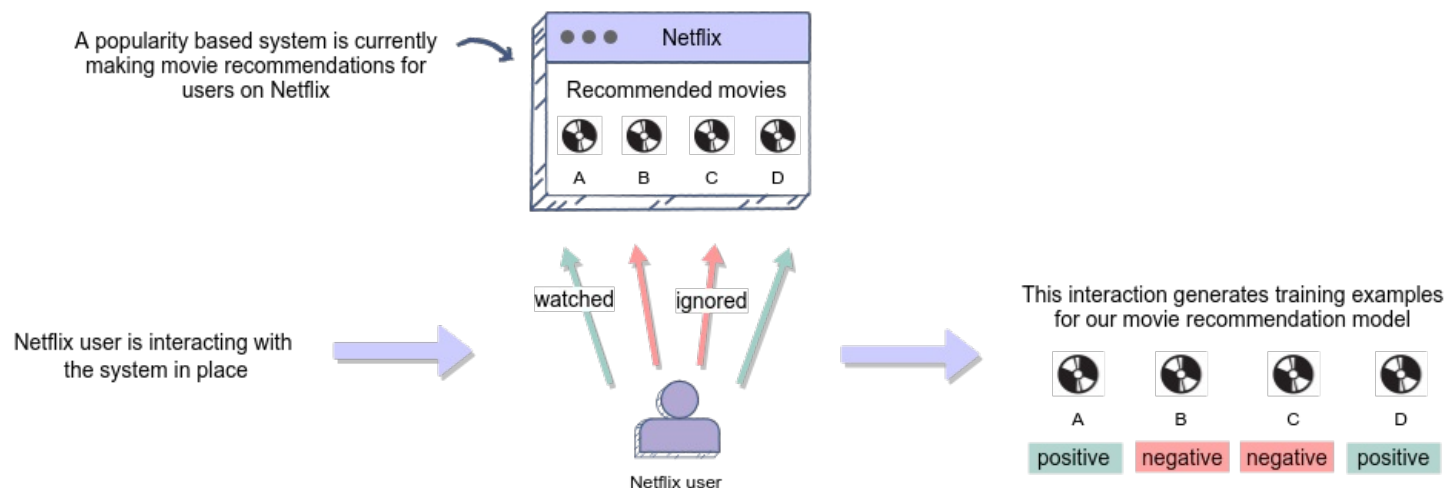 A popularity based system is currently
making movie recommendations for
users on Netflix
Netflix
Recommended movies
A B C D
watched
ignored
Netflix user is interacting with
the system in place
Netflix user
This interaction generates training examples
for our movie recommendation model
A B C D
positive negative negative positive